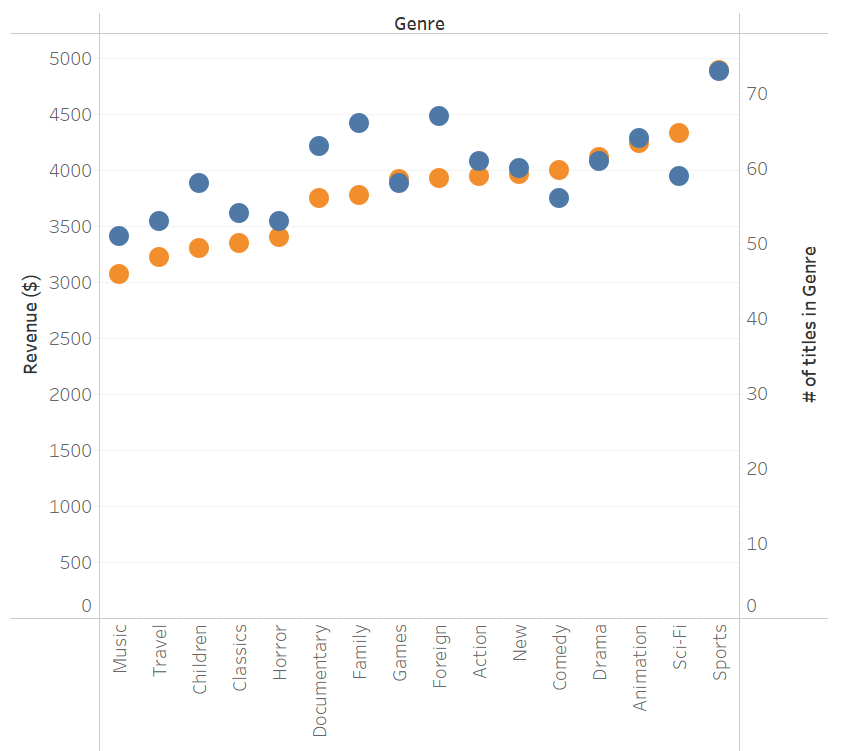 Genre
Revenue ($)
5000
4500
4000
3500
3000
2500
2000
1500
1000
500
0
70
60
50
40
30
20
10
0
# of titles in Genre
Music
Travel
Children
Classics
Horror
Documentary
Family
Games
Foreign
Action
New
Comedy
Drama
Animation
Sci-Fi
Sports